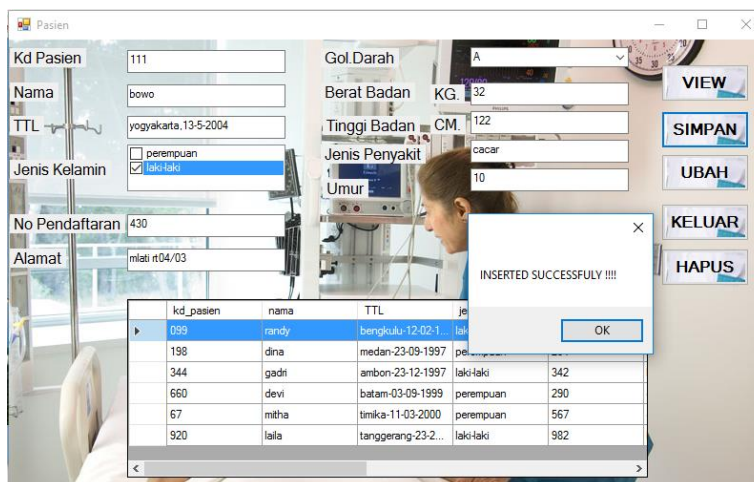 Pasien
Kd Pasien 111
Nama bowo
TTL yogyakarta,13-5-2004
Jenis Kelamin
perempuan
laki-laki
No Pendaftaran 430
Alamat mlati rt04/03
Gol.Darah A
Berat Badan KG. 32
Tinggi Badan CM. 122
Jenis Penyakit cacar
Umur 10
VIEW
SIMPAN
UBAH
KELUAR
HAPUS
INSERTED SUCCESSFULY !!!!
OK
kd_pasien nama TTL je
099 randy bengkulu-12-02-1... lak
198 dina medan-23-09-1997
344 gadri ambon-23-12-1997 laki-laki 342
660 devi batam-03-09-1999 perempuan 290
67 mitha timika-11-03-2000 perempuan 567
920 laila tanggerang-23-2... laki-laki 982